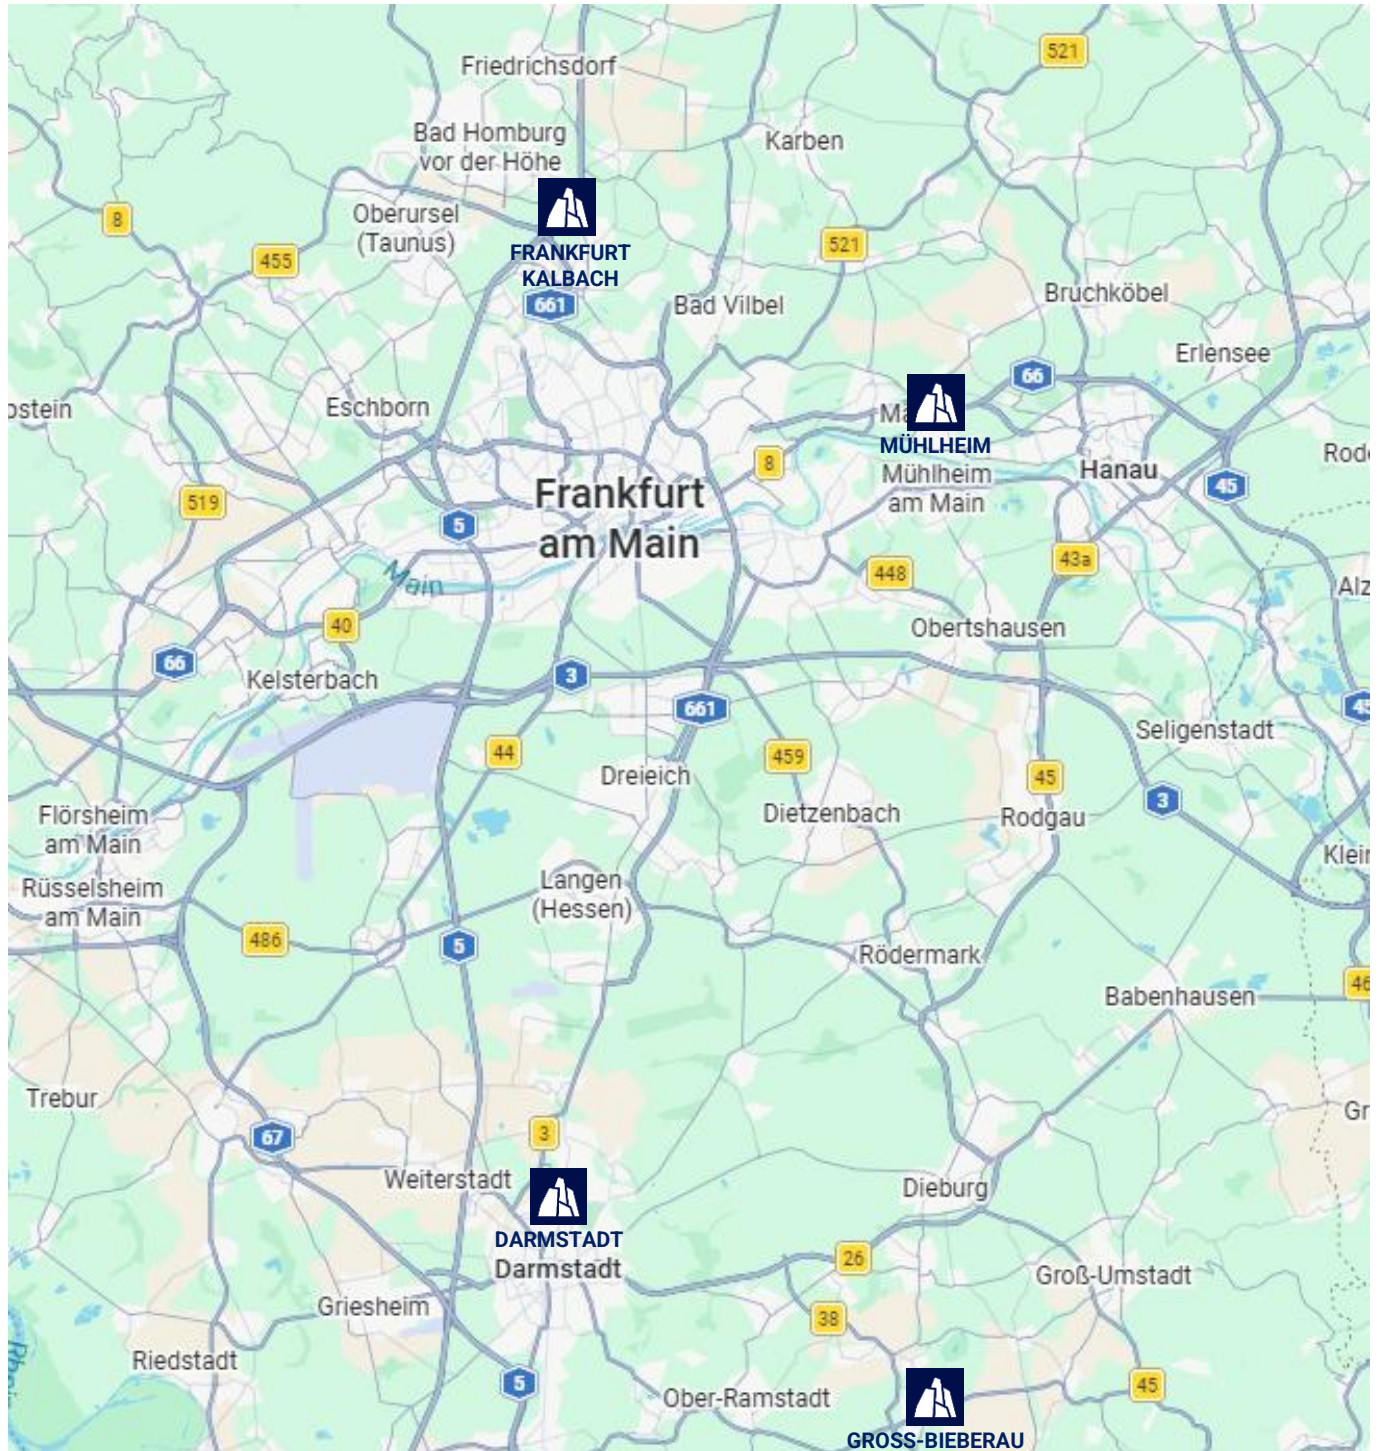 521
Friedrichsdorf
Bad Homburg
vor der Höhe
Karben
8
Oberursel
(Taunus)
455
521
FRANKFURT
KALBACH
661
Bad Vilbel
Bruchköbel
Erlensee
66
Eschborn
MÜHLHEIM
Mühlheim
am Main
8
Hanau
45
519
Frankfurt
am Main
5
Main
448
43a
40
Obertshausen
66
Kelsterbach
3
661
45
Seligenstadt
44
459
Dreieich
45
3
Flörsheim
am Main
Dietzenbach
Rodgau
Rüsselsheim
am Main
Langen
(Hessen)
486
5
Rödermark
46
Babenhausen
Trebur
67
3
Weiterstadt
Dieburg
DARMSTADT
Darmstadt
26
Groß-Umstadt
Griesheim
38
Riedstadt
5
Ober-Ramstadt
45
GROSS-BIEBERAU